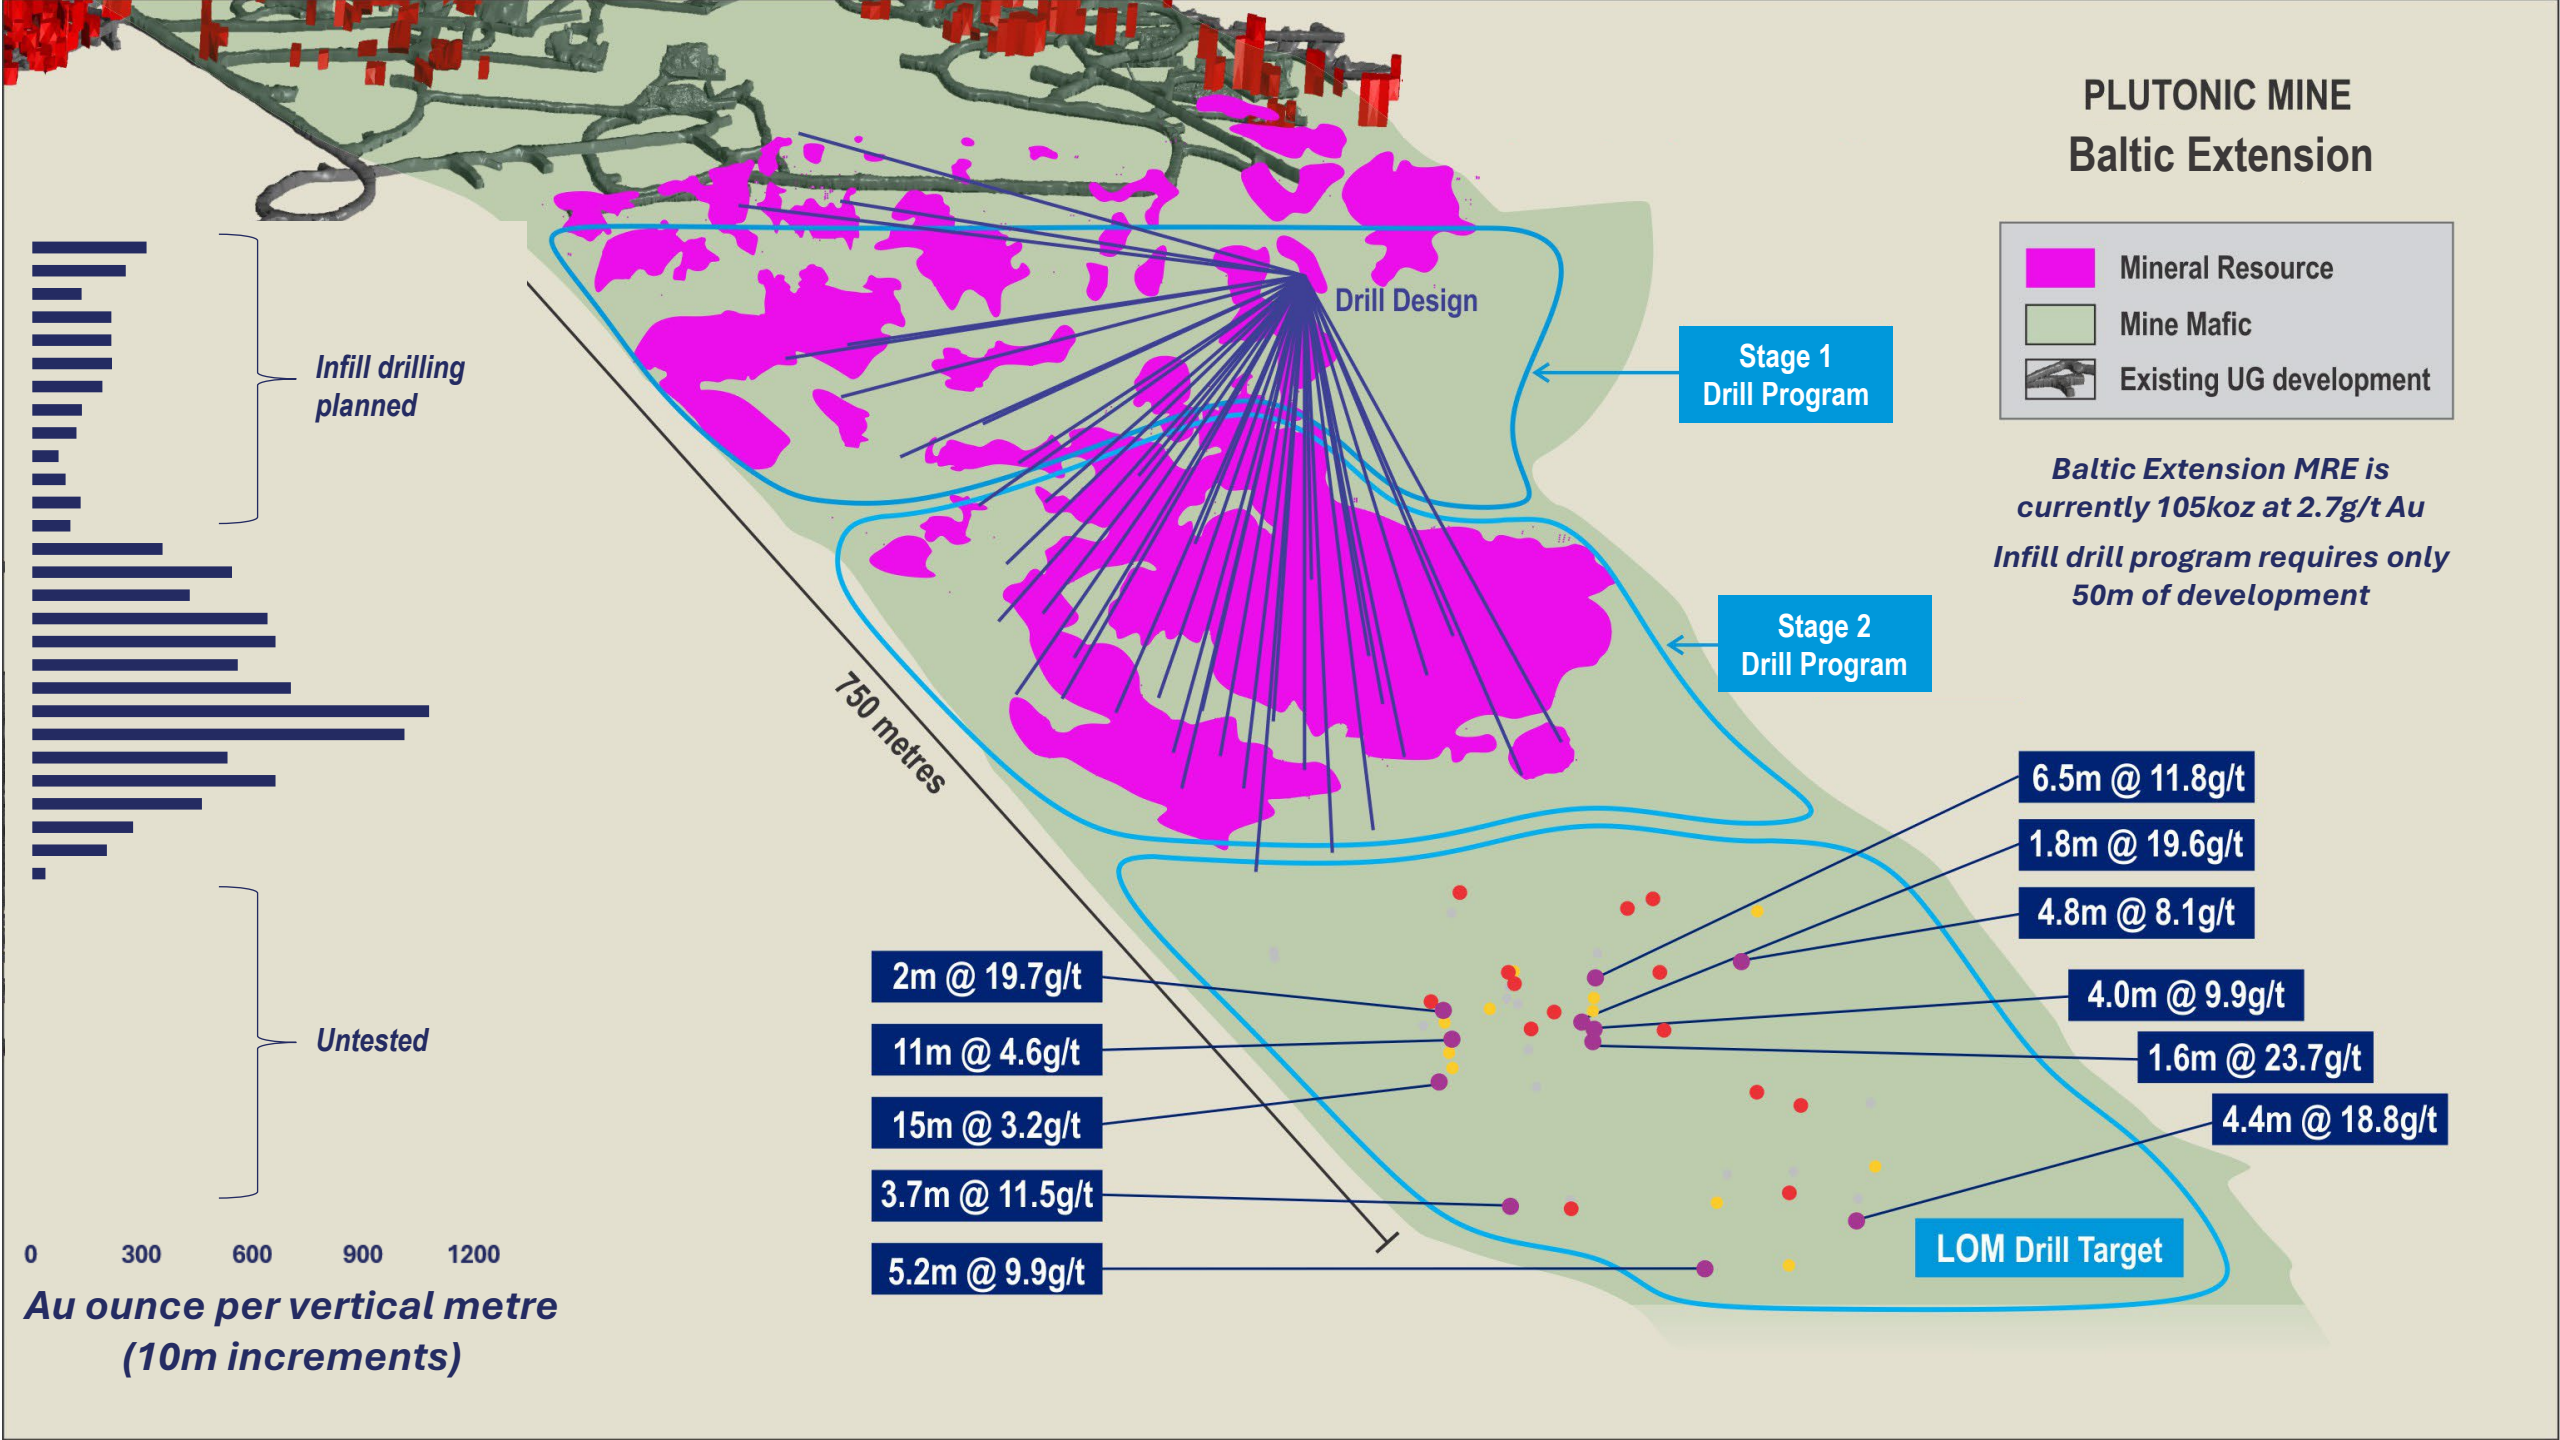 PLUTONIC MINE
Baltic Extension
Mineral Resource
Mine Mafic
Existing UG development
Baltic Extension MRE is
currently 105koz at 2.7g/t Au
Infill drill program requires only
50m of development
Drill Design
Stage 1
Drill Program
Stage 2
Drill Program
Infill drilling
planned
750 metres
6.5m @ 11.8g/t
1.8m @ 19.6g/t
4.8m @ 8.1g/t
4.0m @ 9.9g/t
1.6m @ 23.7g/t
4.4m @ 18.8g/t
2m @ 19.7g/t
11m @ 4.6g/t
15m @ 3.2g/t
3.7m @ 11.5g/t
5.2m @ 9.9g/t
LOM Drill Target
Untested
0 300 600 900 1200
Au ounce per vertical metre
(10m increments)